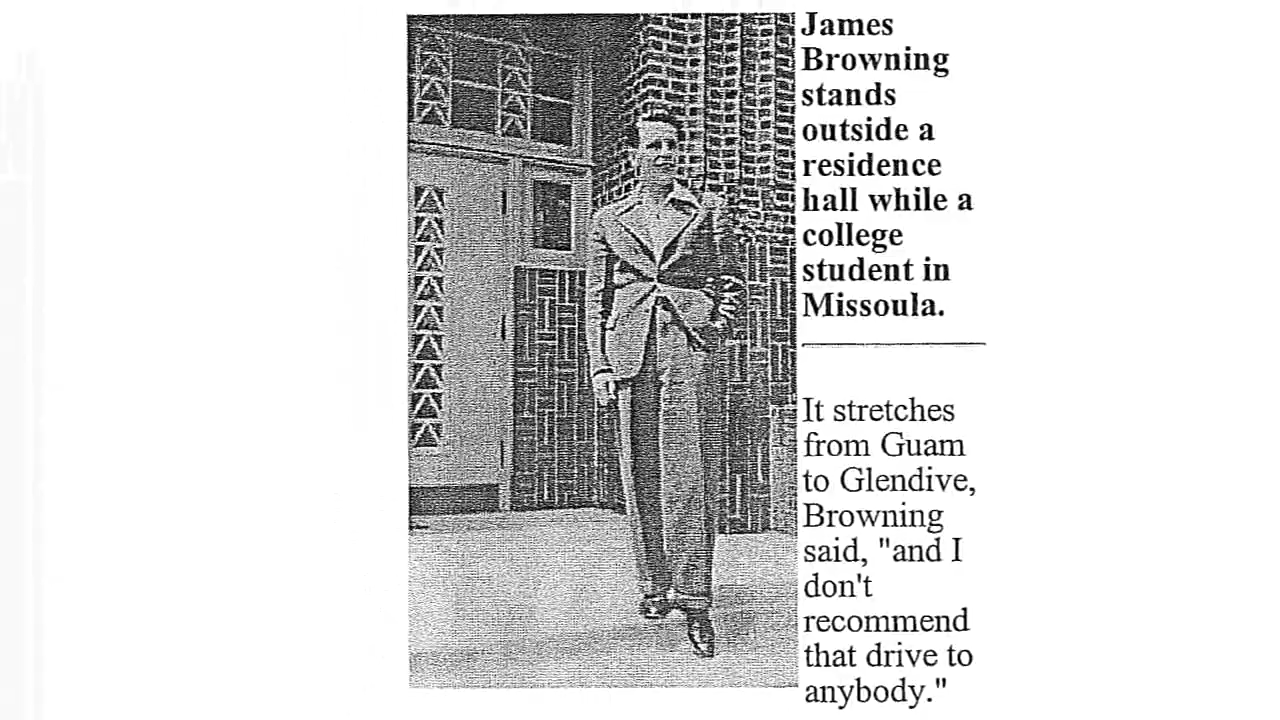 James
Browning
stands
outside a
residence
hall while a
college
student in
Missoula.
It stretches
from Guam
to Glendive,
Browning
said, "and I
don't
recommend
that drive to
anybody."